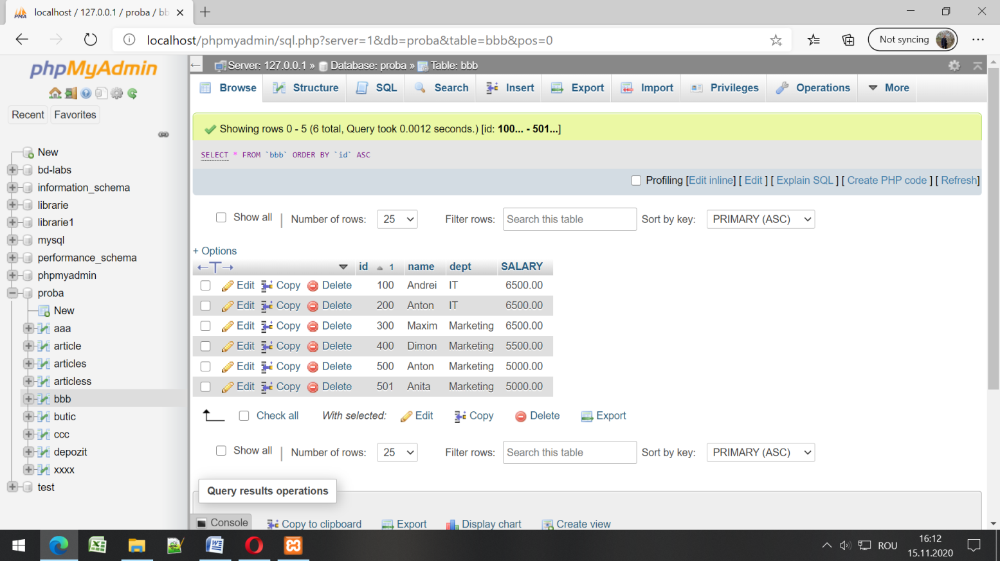 localhost / 127.0.0.1 / proba / bb
localhost/phpmyadmin/sql.php?server=1&db=proba&table=bbb&pos=0
Not syncing
phpMyAdmin
Recent
Favorites
New
bd-labs
information_schema
librarie
librarie1
mysql
performance_schema
phpmyadmin
proba
New
aaa
article
articles
articless
bbb
butic
ccc
depozit
xxxx
test
Server: 127.0.0.1 » Database: proba » Table: bbb
Browse Structure SQL Search Insert Export Import Privileges Operations More
Showing rows 0 - 5 (6 total, Query took 0.0012 seconds.) [id: 100... - 501...]
SELECT * FROM `bbb` ORDER BY `id` ASC
Profiling [Edit inline] [ Edit ] [ Explain SQL ] [ Create PHP code ] [ Refresh]
Show all | Number of rows: 25 Filter rows: Search this table Sort by key: PRIMARY (ASC)
+ Options
←T→ id 1 name dept SALARY
Edit Copy Delete 100 Andrei IT 6500.00
Edit Copy Delete 200 Anton IT 6500.00
Edit Copy Delete 300 Maxim Marketing 6500.00
Edit Copy Delete 400 Dimon Marketing 5500.00
Edit Copy Delete 500 Anton Marketing 5000.00
Edit Copy Delete 501 Anita Marketing 5000.00
Check all With selected: Edit Copy Delete Export
Show all | Number of rows: 25 Filter rows: Search this table Sort by key: PRIMARY (ASC)
Query results operations
Console Copy to clipboard Export Display chart Create view
ROU
16:12
15.11.2020